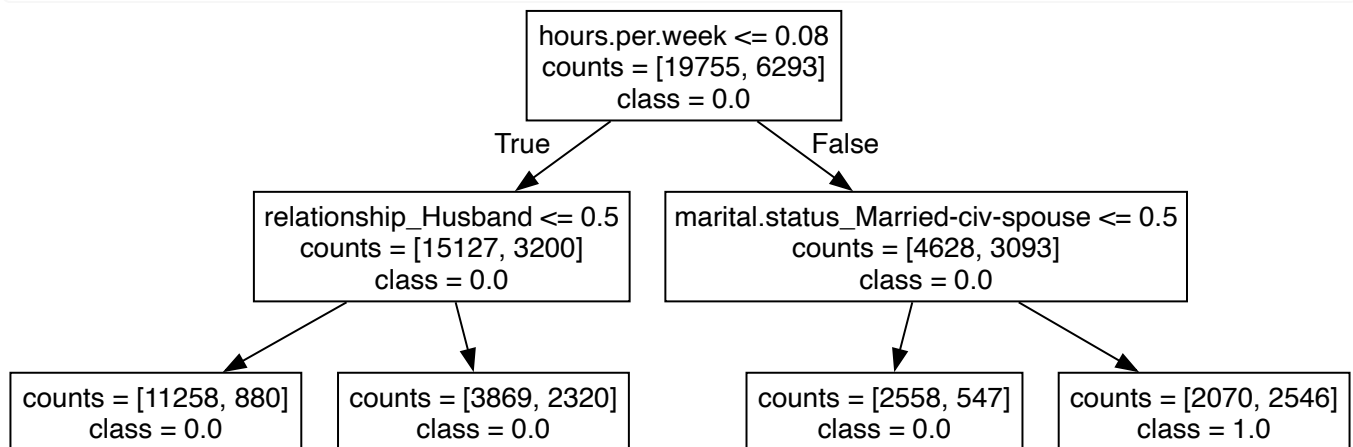 hours.per.week <= 0.08
counts = [19755, 6293]
class = 0.0
True
False
relationship_Husband <= 0.5
counts = [15127, 3200]
class = 0.0
marital.status_Married-civ-spouse <= 0.5
counts = [4628, 3093]
class = 0.0
counts = [11258, 880]
class = 0.0
counts = [3869, 2320]
class = 0.0
counts = [2558, 547]
class = 0.0
counts = [2070, 2546]
class = 1.0